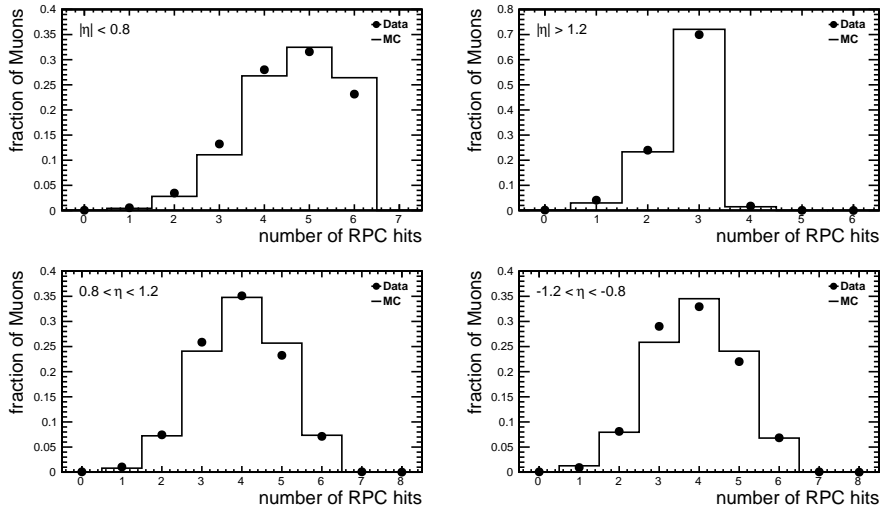 fraction of Muons
0.4
0.35
0.3
0.25
0.2
0.15
0.1
0.05
0
|η| < 0.8
Data
MC
0 1 2 3 4 5 6 7
number of RPC hits
fraction of Muons
0.8
0.7
0.6
0.5
0.4
0.3
0.2
0.1
0
|η| > 1.2
Data
MC
0 1 2 3 4 5 6
number of RPC hits
fraction of Muons
0.4
0.35
0.3
0.25
0.2
0.15
0.1
0.05
0
0.8 < η < 1.2
Data
MC
0 1 2 3 4 5 6 7 8
number of RPC hits
fraction of Muons
0.4
0.35
0.3
0.25
0.2
0.15
0.1
0.05
0
-1.2 < η < -0.8
Data
MC
0 1 2 3 4 5 6 7 8
number of RPC hits